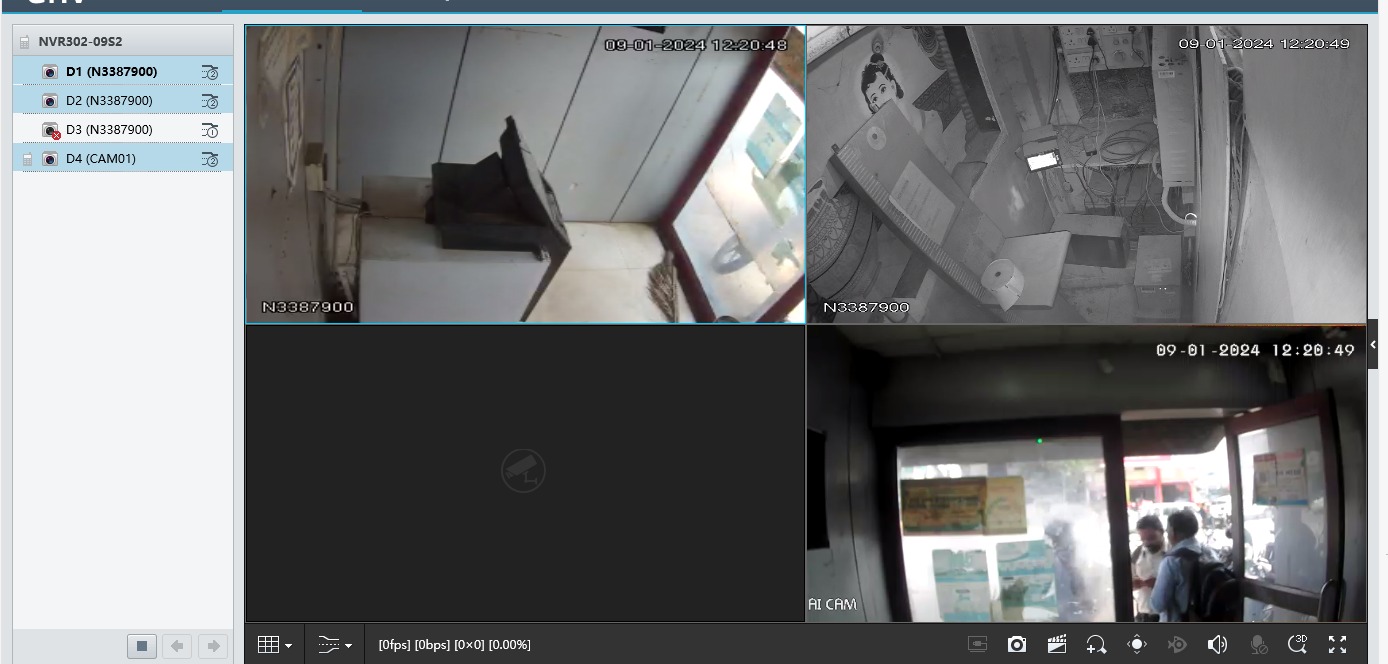 NVR302-09S2
D1 (N3387900)
D2 (N3387900)
D3 (N3387900)
D4 (CAM01)
09-01-2024 12:20:48
N3387900
09-01-2024 12:20:49
N3387900
09-01-2024 12:20:49
AI CAM
[0fps] [0bps] [0×0] [0.00%]
3D